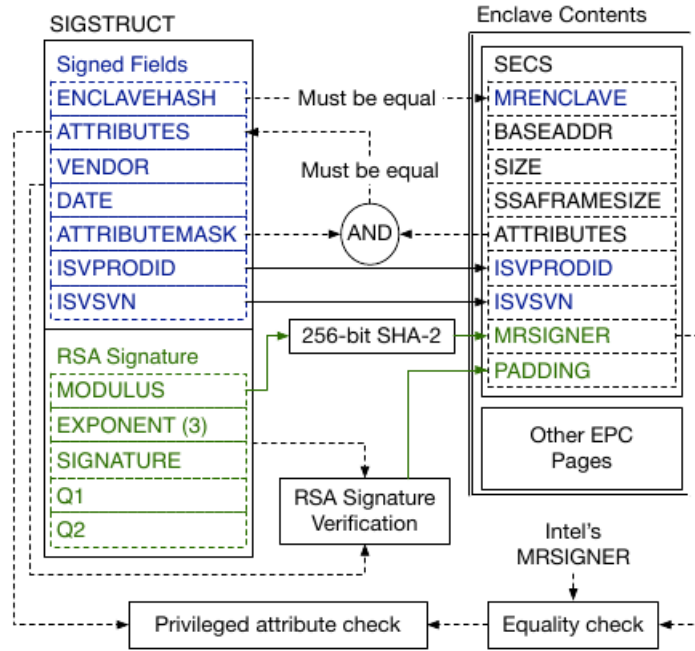 SIGSTRUCT
Signed Fields
ENCLAVEHASH
ATTRIBUTES
VENDOR
DATE
ATTRIBUTEMASK
ISVPRODID
ISVSVN
RSA Signature
MODULUS
EXPONENT (3)
SIGNATURE
Q1
Q2
Must be equal
Must be equal
AND
256-bit SHA-2
RSA Signature
Verification
Enclave Contents
SECS
MRENCLAVE
BASEADDR
SIZE
SSAFRAMESIZE
ATTRIBUTES
ISVPRODID
ISVSVN
MRSIGNER
PADDING
Other EPC
Pages
Intel's
MRSIGNER
Privileged attribute check
Equality check